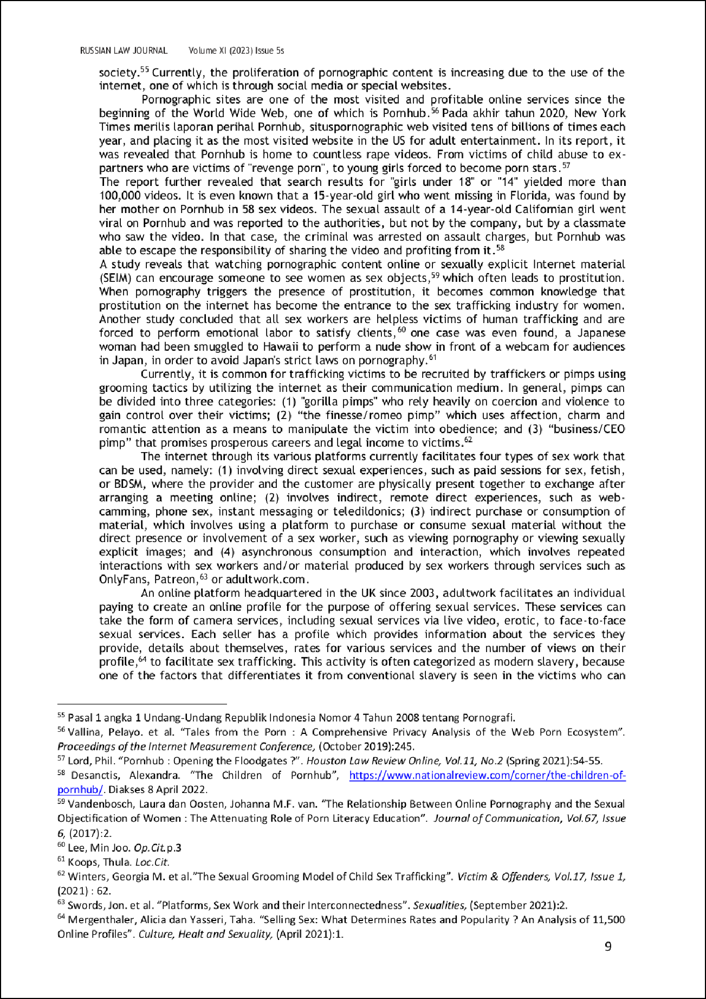 RUSSIAN LAW JOURNAL Volume XI (2023) Issue 5s
society.55 Currently, the proliferation of pornographic content is increasing due to the use of the
internet, one of which is through social media or special websites.
Pornographic sites are one of the most visited and profitable online services since the
beginning of the World Wide Web, one of which is Pornhub.56 Pada akhir tahun 2020, New York
Times merilis laporan perihal Pornhub, situspornographic web visited tens of billions of times each
year, and placing it as the most visited website in the US for adult entertainment. In its report, it
was revealed that Pornhub is home to countless rape videos. From victims of child abuse to ex-
partners who are victims of "revenge porn", to young girls forced to become porn stars.57
The report further revealed that search results for "girls under 18" or "14" yielded more than
100,000 videos. It is even known that a 15-year-old girl who went missing in Florida, was found by
her mother on Pornhub in 58 sex videos. The sexual assault of a 14-year-old Californian girl went
viral on Pornhub and was reported to the authorities, but not by the company, but by a classmate
who saw the video. In that case, the criminal was arrested on assault charges, but Pornhub was
able to escape the responsibility of sharing the video and profiting from it.58
A study reveals that watching pornographic content online or sexually explicit Internet material
(SEIM) can encourage someone to see women as sex objects,59 which often leads to prostitution.
When pornography triggers the presence of prostitution, it becomes common knowledge that
prostitution on the internet has become the entrance to the sex trafficking industry for women.
Another study concluded that all sex workers are helpless victims of human trafficking and are
forced to perform emotional labor to satisfy clients,60 one case was even found, a Japanese
woman had been smuggled to Hawaii to perform a nude show in front of a webcam for audiences
in Japan, in order to avoid Japan's strict laws on pornography.61
Currently, it is common for trafficking victims to be recruited by traffickers or pimps using
grooming tactics by utilizing the internet as their communication medium. In general, pimps can
be divided into three categories: (1) "gorilla pimps" who rely heavily on coercion and violence to
gain control over their victims; (2) “the finesse/romeo pimp” which uses affection, charm and
romantic attention as a means to manipulate the victim into obedience; and (3) “business/CEO
pimp” that promises prosperous careers and legal income to victims.62
The internet through its various platforms currently facilitates four types of sex work that
can be used, namely: (1) involving direct sexual experiences, such as paid sessions for sex, fetish,
or BDSM, where the provider and the customer are physically present together to exchange after
arranging a meeting online; (2) involves indirect, remote direct experiences, such as web-
camming, phone sex, instant messaging or teledildonics; (3) indirect purchase or consumption of
material, which involves using a platform to purchase or consume sexual material without the
direct presence or involvement of a sex worker, such as viewing pornography or viewing sexually
explicit images; and (4) asynchronous consumption and interaction, which involves repeated
interactions with sex workers and/or material produced by sex workers through services such as
OnlyFans, Patreon,63 or adultwork.com.
An online platform headquartered in the UK since 2003, adultwork facilitates an individual
paying to create an online profile for the purpose of offering sexual services. These services can
take the form of camera services, including sexual services via live video, erotic, to face-to-face
sexual services. Each seller has a profile which provides information about the services they
provide, details about themselves, rates for various services and the number of views on their
profile,64 to facilitate sex trafficking. This activity is often categorized as modern slavery, because
one of the factors that differentiates it from conventional slavery is seen in the victims who can
55 Pasal 1 angka 1 Undang-Undang Republik Indonesia Nomor 4 Tahun 2008 tentang Pornografi.
56 Vallina, Pelayo. et al. “Tales from the Porn : A Comprehensive Privacy Analysis of the Web Porn Ecosystem”.
Proceedings of the Internet Measurement Conference, (October 2019):245.
57 Lord, Phil. “Pornhub : Opening the Floodgates ?”. Houston Law Review Online, Vol.11, No.2 (Spring 2021):54-55.
58 Desanctis, Alexandra. “The Children of Pornhub”, https://www.nationalreview.com/corner/the-children-of-
pornhub/. Diakses 8 April 2022.
59 Vandenbosch, Laura dan Oosten, Johanna M.F. van. “The Relationship Between Online Pornography and the Sexual
Objectification of Women : The Attenuating Role of Porn Literacy Education”. Journal of Communication, Vol.67, Issue
6, (2017):2.
60 Lee, Min Joo. Op.Cit.p.3
61 Koops, Thula. Loc.Cit.
62 Winters, Georgia M. et al.”The Sexual Grooming Model of Child Sex Trafficking”. Victim & Offenders, Vol.17, Issue 1,
(2021) : 62.
63 Swords, Jon. et al. “Platforms, Sex Work and their Interconnectedness”. Sexualities, (September 2021):2.
64 Mergenthaler, Alicia dan Yasseri, Taha. “Selling Sex: What Determines Rates and Popularity ? An Analysis of 11,500
Online Profiles”. Culture, Healt and Sexuality, (April 2021):1.
9